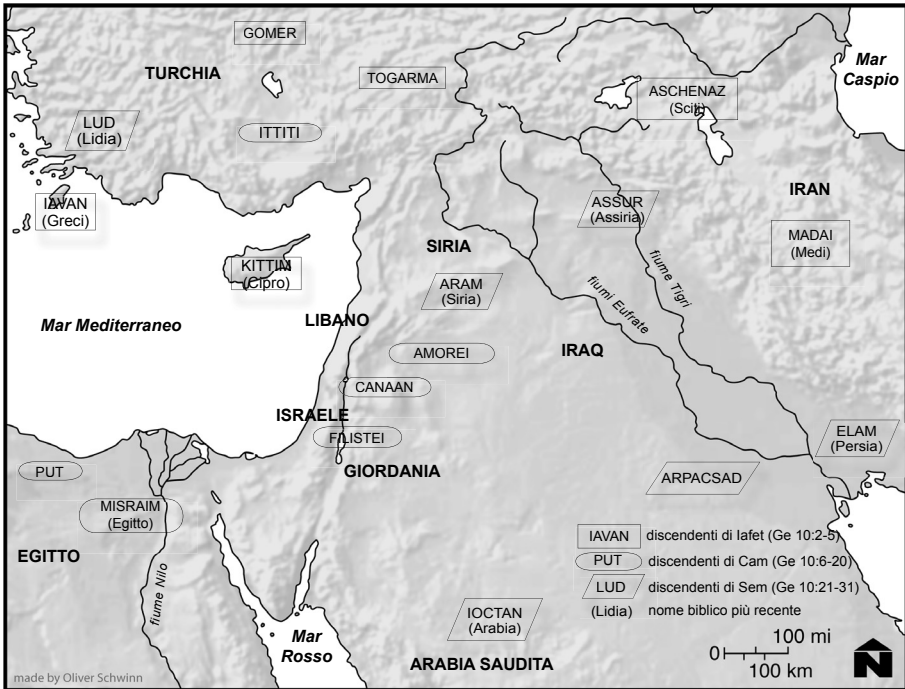 GOMER
Mar
Caspio
TURCHIA
TOGARMA
ASCHENAZ
(Sciti)
LUD
(Lidia)
ITTITI
IAVAN
(Greci)
ASSUR
(Assiria)
IRAN
MADAI
(Medi)
SIRIA
KITTIM
(Cipro)
ARAM
(Siria)
fiumi Eufrate
fiume Tigri
Mar Mediterraneo
LIBANO
AMOREI
IRAQ
CANAAN
ISRAELE
FILISTEI
ELAM
(Persia)
PUT
GIORDANIA
ARPACSAD
MISRAIM
(Egitto)
EGITTO
fiume Nilo
IAVAN discendenti di Iafet (Ge 10:2-5)
PUT discendenti di Cam (Ge 10:6-20)
LUD discendenti di Sem (Ge 10:21-31)
(Lidia) nome biblico più recente
IOCTAN
(Arabia)
Mar
Rosso
ARABIA SAUDITA
100 mi
0
100 km
N
made by Oliver Schwinn